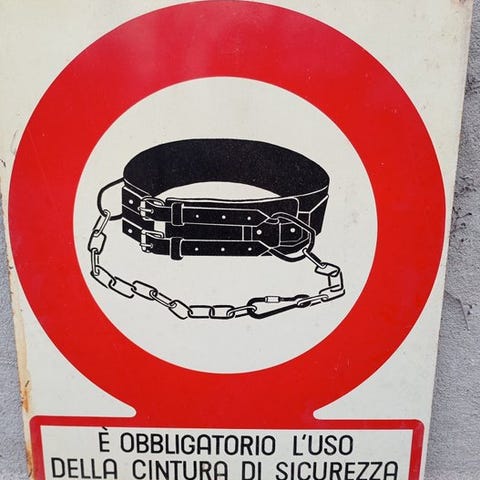 È OBBLIGATORIO L'USO
DELLA CINTURA DI SICUREZZA